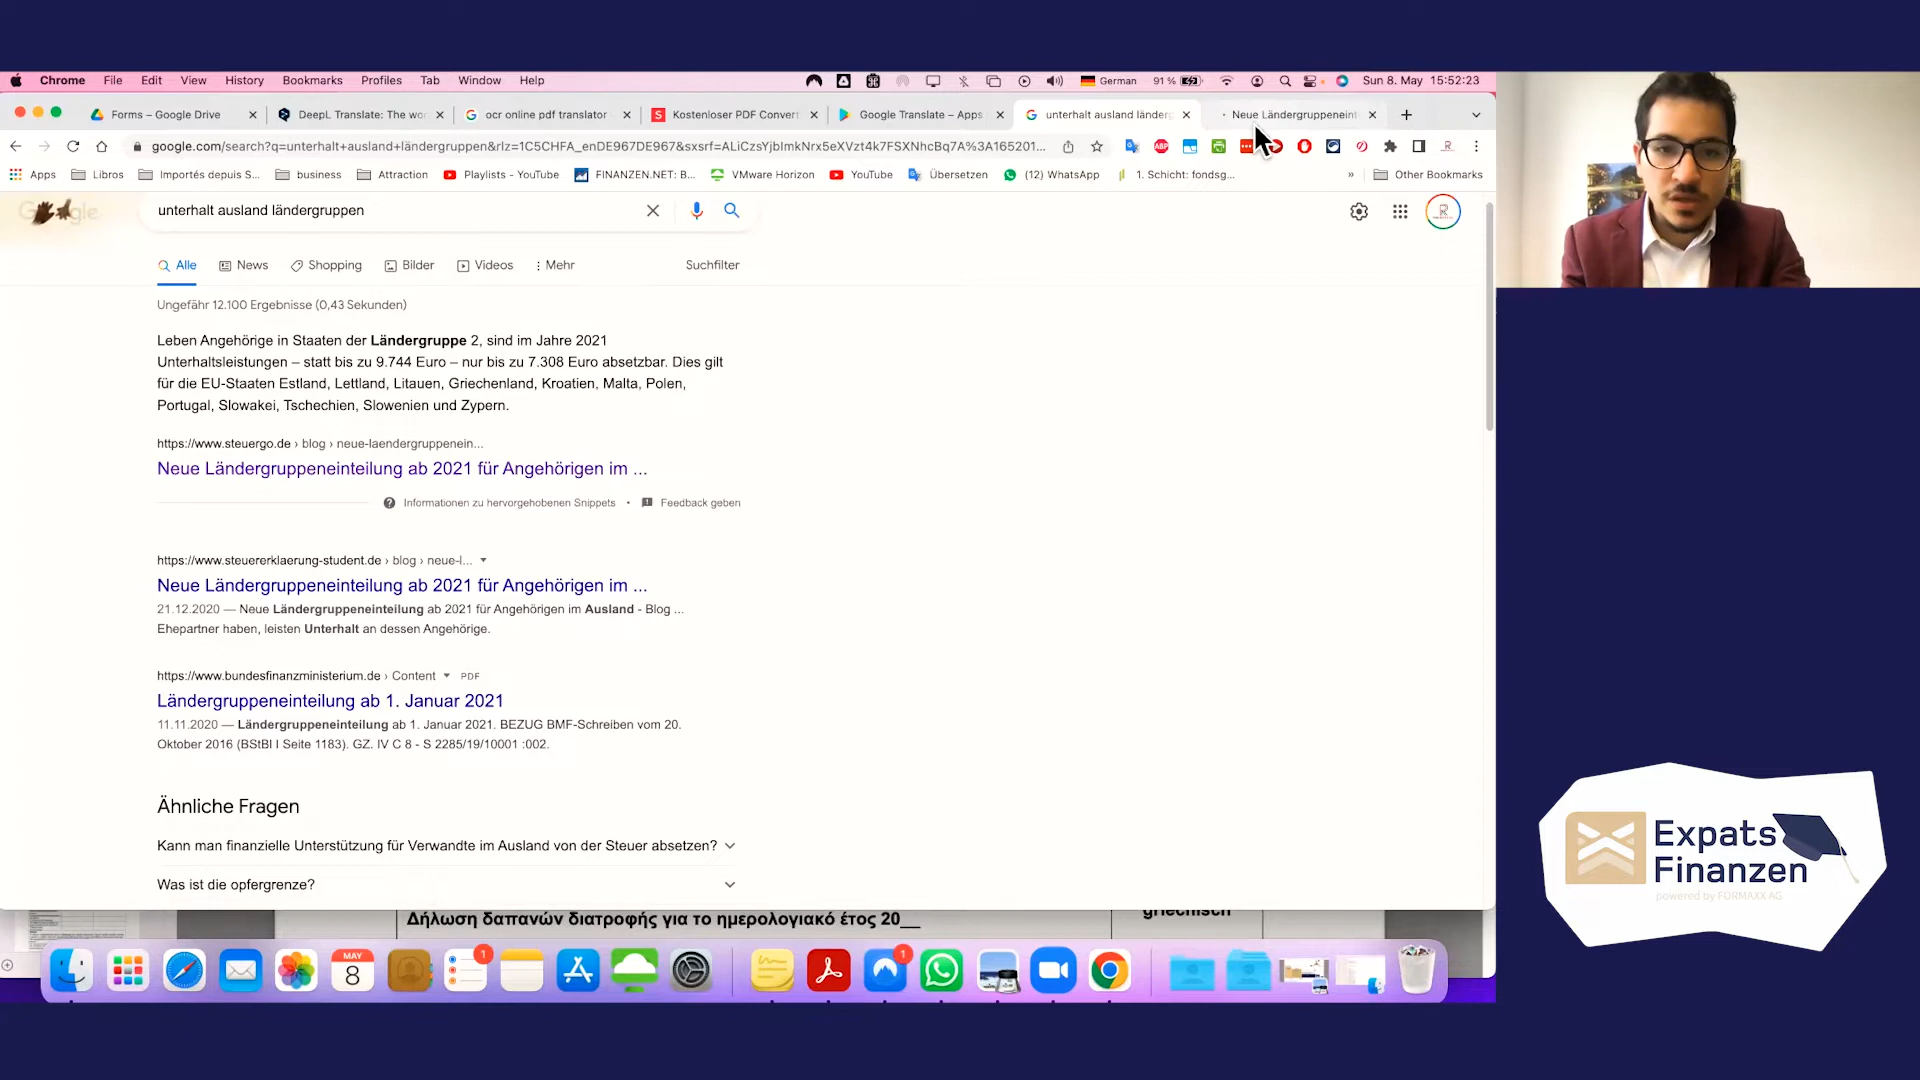 Chrome File Edit View History Bookmarks Profiles Tab Window Help German 91 % Sun 8. May 15:52:23
Forms – Google Drive
DeepL Translate: The wor
ocr online pdf translator
Kostenloser PDF Convert
Google Translate – Apps
unterhalt ausland länderg
Neue Ländergruppeneint
google.com/search?q=unterhalt+ausland+ländergruppen&rlz=1C5CHFA_enDE967DE967&sxsrf=ALiCzsYjbImkNrx5eXVzt4k7FSXNhcBq7A%3A165201...
Apps Libros Importés depuis S... business Attraction Playlists - YouTube FINANZEN.NET: B... VMware Horizon YouTube Übersetzen (12) WhatsApp 1. Schicht: fondsg... » Other Bookmarks
unterhalt ausland ländergruppen
Alle News Shopping Bilder Videos Mehr Suchfilter
Ungefähr 12.100 Ergebnisse (0,43 Sekunden)
Leben Angehörige in Staaten der Ländergruppe 2, sind im Jahre 2021
Unterhaltsleistungen – statt bis zu 9.744 Euro – nur bis zu 7.308 Euro absetzbar. Dies gilt
für die EU-Staaten Estland, Lettland, Litauen, Griechenland, Kroatien, Malta, Polen,
Portugal, Slowakei, Tschechien, Slowenien und Zypern.
https://www.steuergo.de › blog › neue-laendergruppenein...
Neue Ländergruppeneinteilung ab 2021 für Angehörigen im ...
Informationen zu hervorgehobenen Snippets • Feedback geben
https://www.steuererklaerung-student.de › blog › neue-l...
Neue Ländergruppeneinteilung ab 2021 für Angehörigen im ...
21.12.2020 — Neue Ländergruppeneinteilung ab 2021 für Angehörigen im Ausland - Blog ...
Ehepartner haben, leisten Unterhalt an dessen Angehörige.
https://www.bundesfinanzministerium.de › Content PDF
Ländergruppeneinteilung ab 1. Januar 2021
11.11.2020 — Ländergruppeneinteilung ab 1. Januar 2021. BEZUG BMF-Schreiben vom 20.
Oktober 2016 (BStBl I Seite 1183). GZ. IV C 8 - S 2285/19/10001 :002.
Ähnliche Fragen
Kann man finanzielle Unterstützung für Verwandte im Ausland von der Steuer absetzen?
Was ist die opfergrenze?
Δήλωση δαπανών διατροφής για το ημερολογιακό έτος 20__
griechisch
MAY
8
1
1
Expats
Finanzen
powered by FORMAXX AG